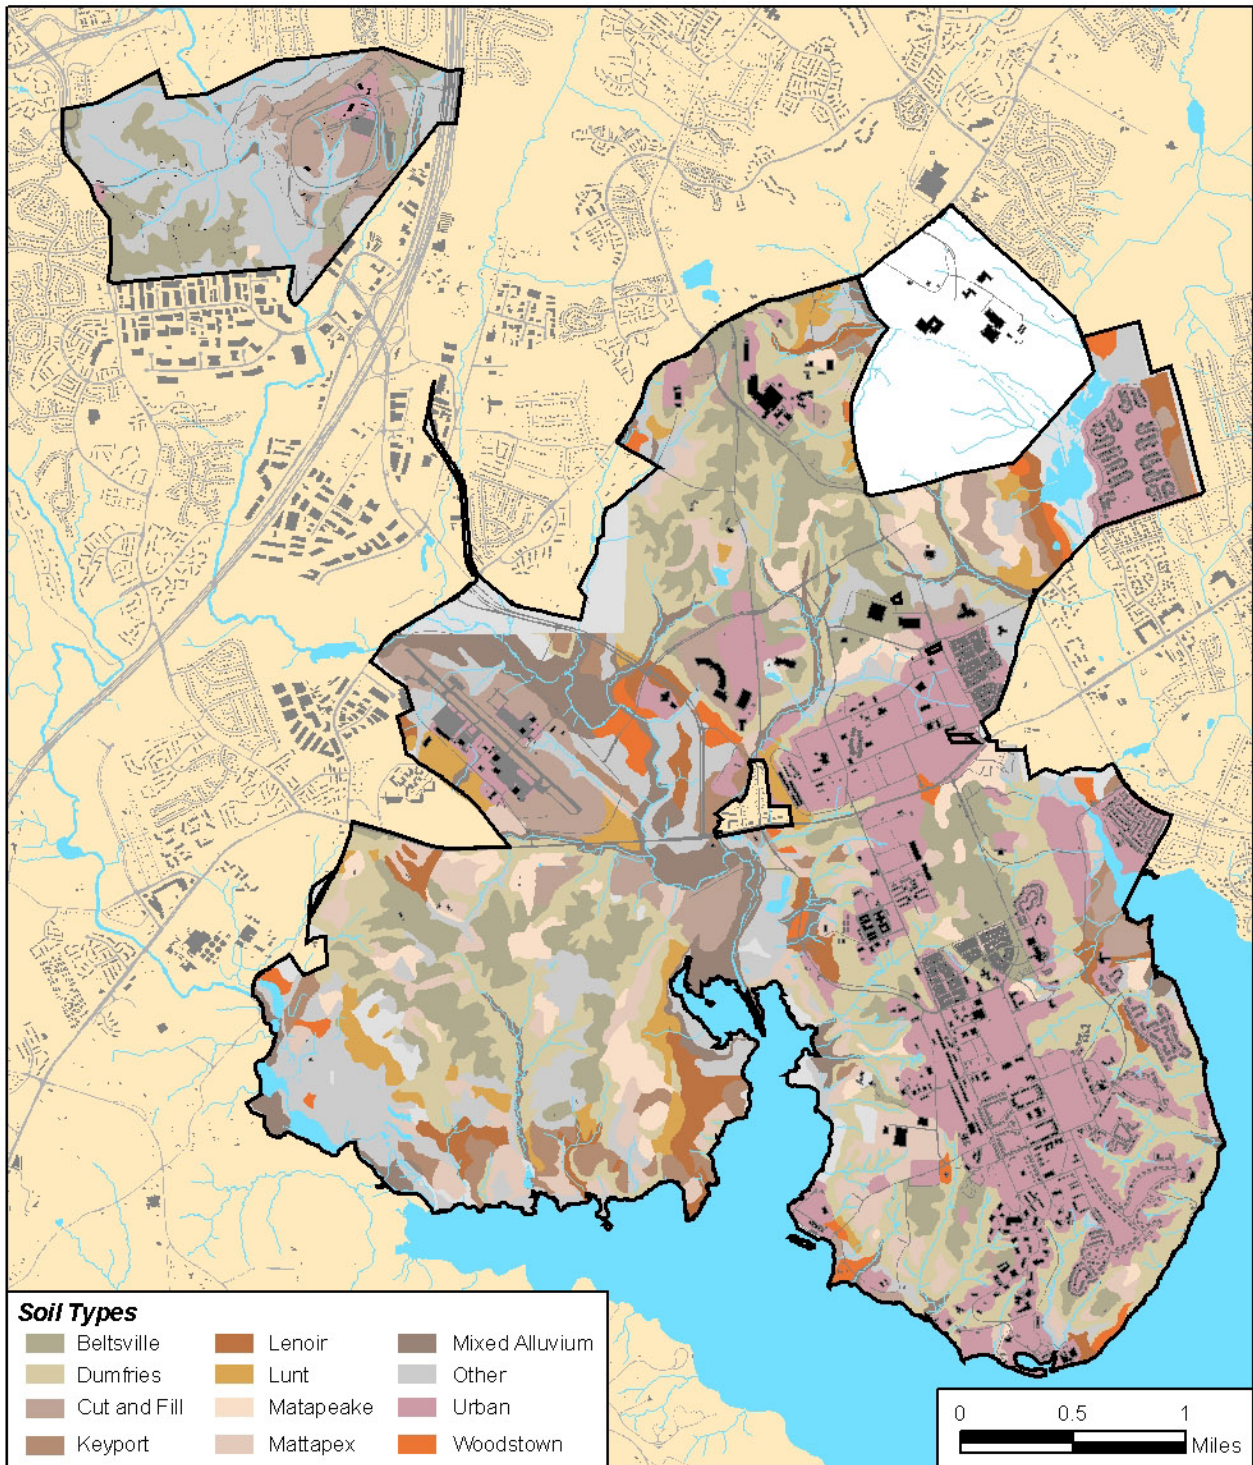 Soil Types
Beltsville
Lenoir
Mixed Alluvium
Dumfries
Lunt
Other
Cut and Fill
Matapeake
Urban
Keyport
Mattapex
Woodstown
0 0.5 1
Miles